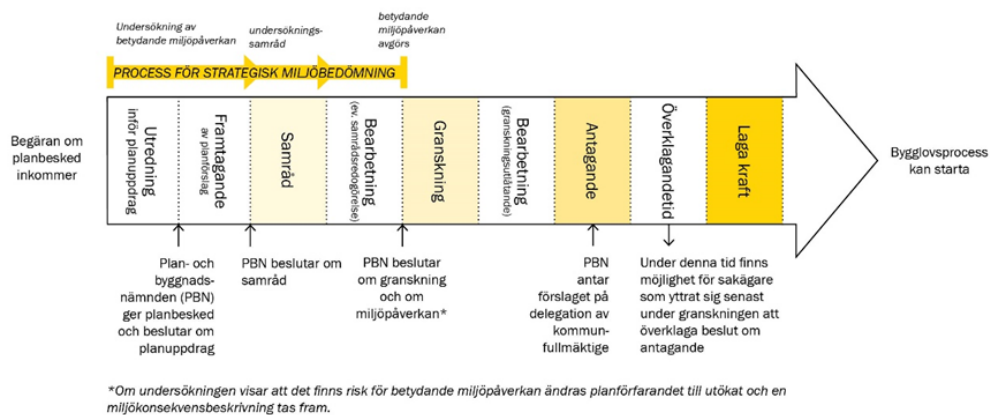 Undersökning av
betydande miljöpåverkan
undersöknings-
samråd
betydande
miljöpåverkan
avgörs
PROCESS FÖR STRATEGISK MILJÖBEDÖMNING
Begäran om
planbesked
inkommer
Utredning
inför planuppdrag
Framtagande
av planförslag
Samråd
Bearbetning
(ev. samrådsredogörelse)
Granskning
Bearbetning
(granskningsutlåtande)
Antagande
Överklagandetid
Laga kraft
Bygglovsprocess
kan starta
Plan- och
byggnads-
nämnden (PBN)
ger planbesked
och beslutar om
planuppdrag
PBN beslutar om
samråd
PBN beslutar
om granskning
och om
miljöpåverkan*
PBN
antar
förslaget på
delegation av
kommun-
fullmäktige
Under denna tid finns
möjlighet för sakägare
som yttrat sig senast
under granskningen att
överklaga beslut om
antagande
*Om undersökningen visar att det finns risk för betydande miljöpåverkan ändras planförfarandet till utökat och en
miljökonsekvensbeskrivning tas fram.